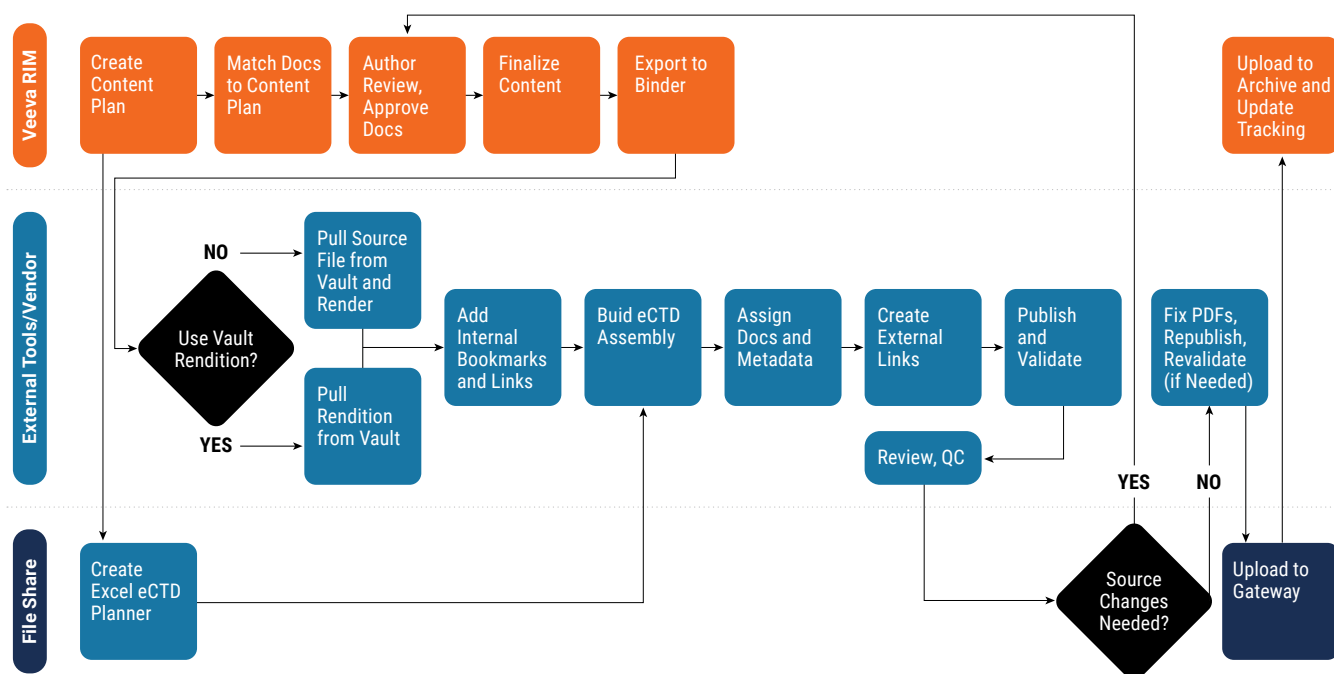 Veeva RIM
Create
Content
Plan
Match Docs
to Content
Plan
Author
Review,
Approve
Docs
Finalize
Content
Export to
Binder
Upload to
Archive and
Update
Tracking
External Tools/Vendor
NO
Use Vault
Rendition?
YES
Pull Source
File from
Vault and
Render
Pull
Rendition
from Vault
Add
Internal
Bookmarks
and Links
Buid eCTD
Assembly
Assign
Docs and
Metadata
Create
External
Links
Publish
and
Validate
Review, QC
Fix PDFs,
Republish,
Revalidate
(if Needed)
YES
NO
File Share
Create
Excel eCTD
Planner
Source
Changes
Needed?
Upload to
Gateway